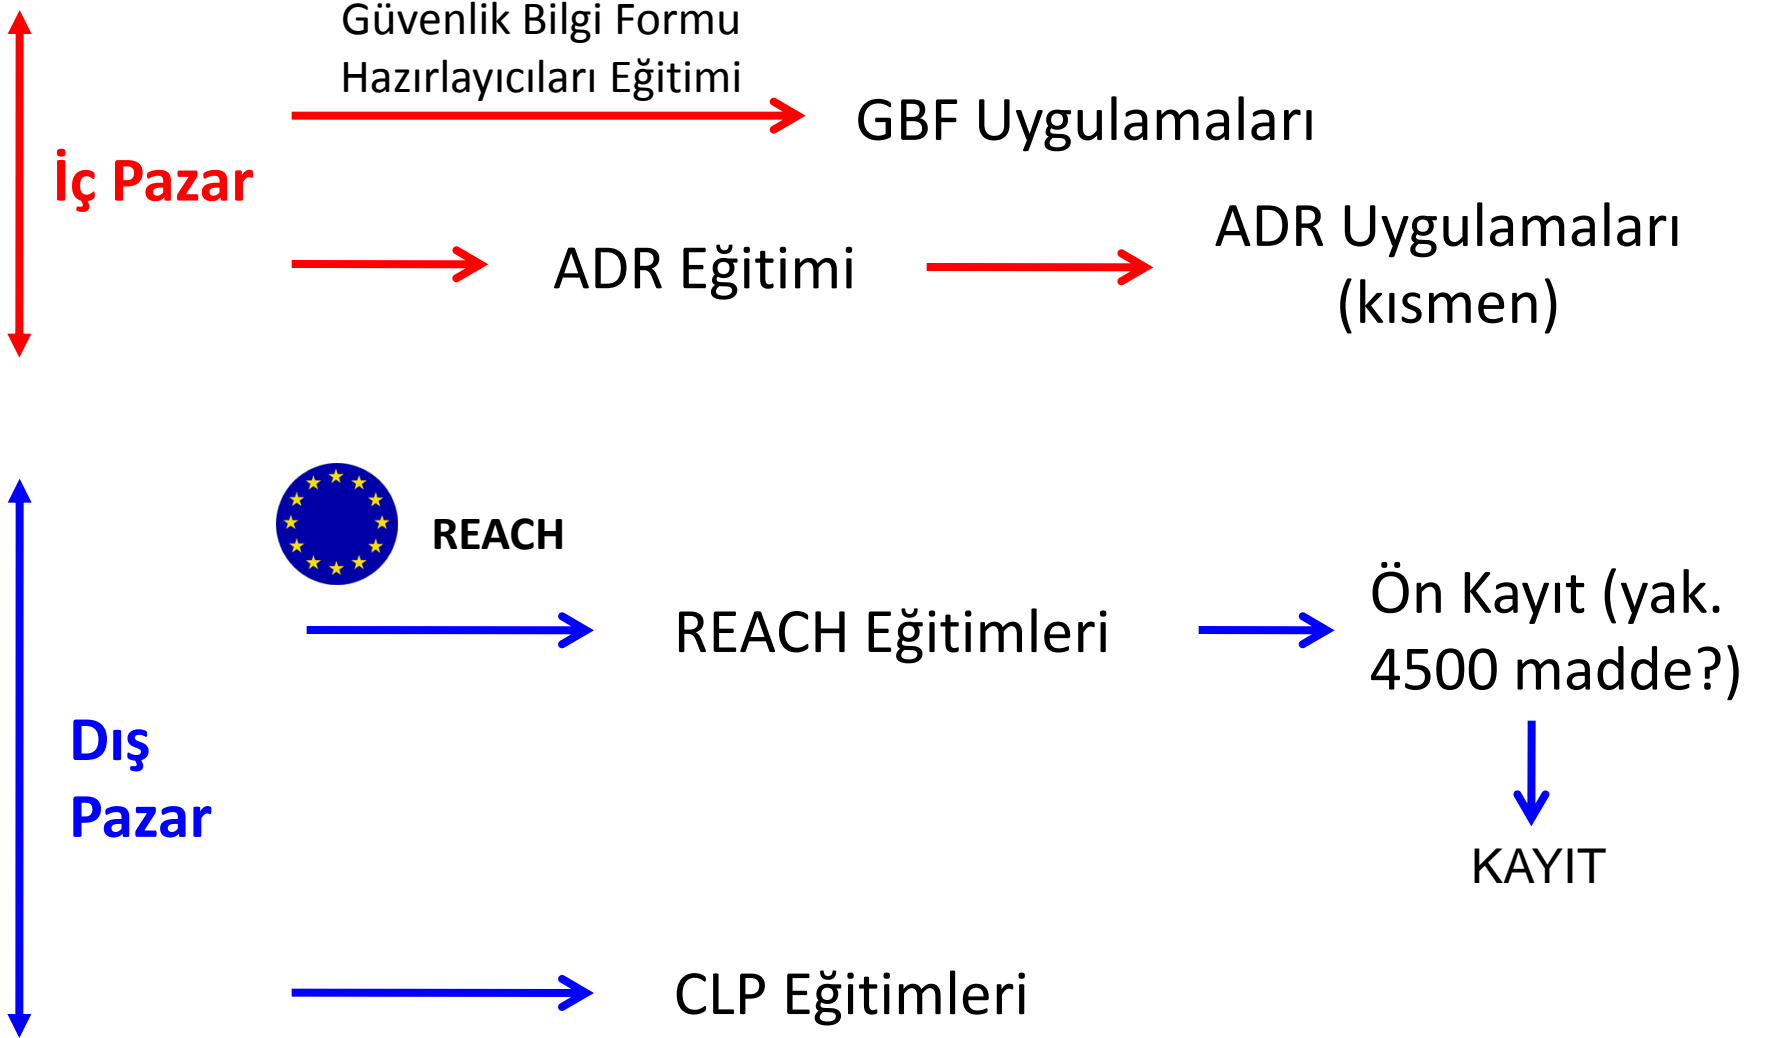 Güvenlik Bilgi Formu
Hazırlayıcıları Eğitimi
GBF Uygulamaları
İç Pazar
ADR Eğitimi
ADR Uygulamaları
(kısmen)
REACH
REACH Eğitimleri
Ön Kayıt (yak.
4500 madde?)
Dış
Pazar
KAYIT
CLP Eğitimleri